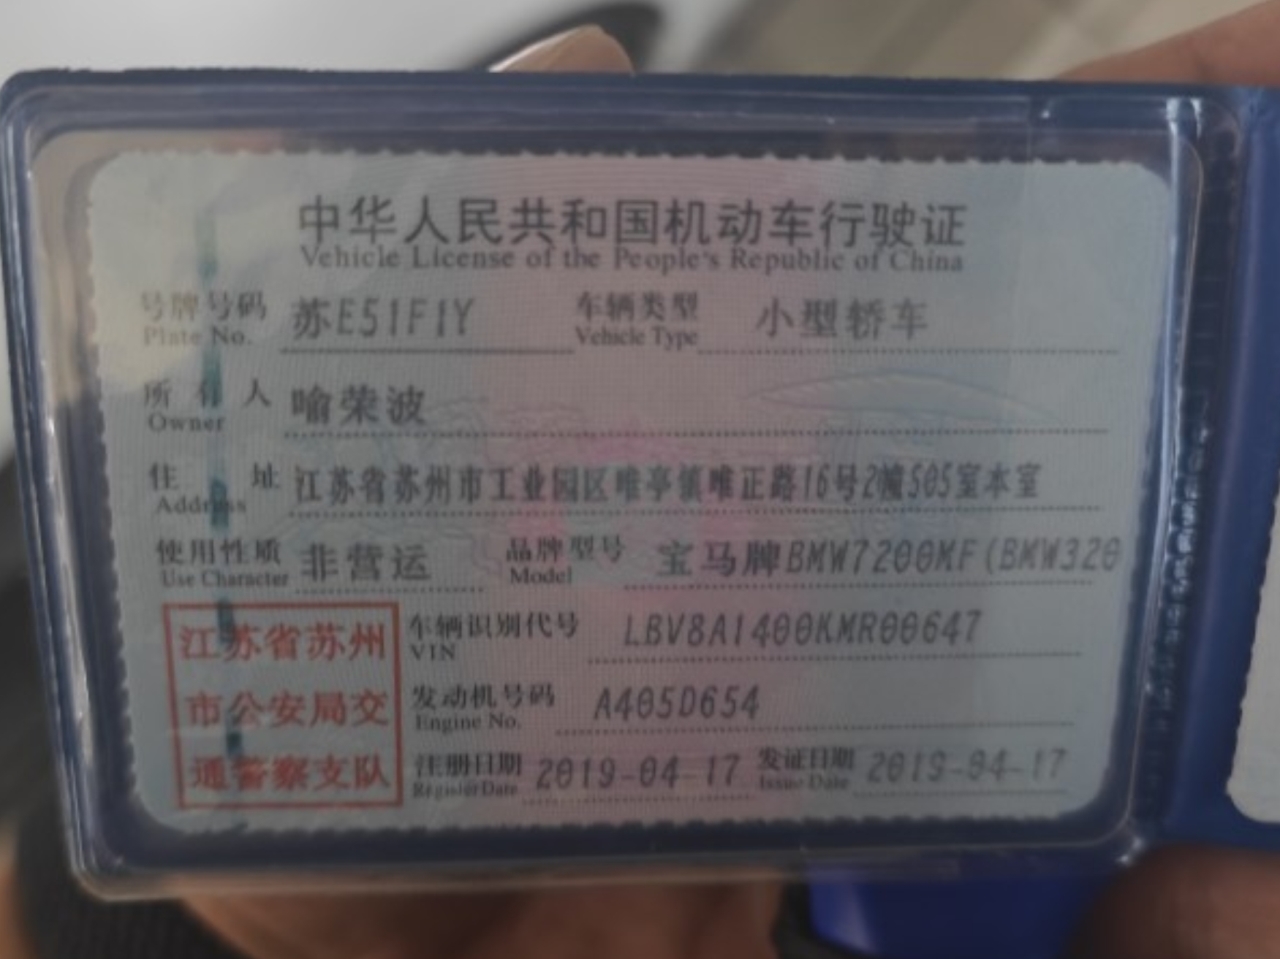 中华人民共和国机动车行驶证
Vehicle License of the People's Republic of China
号牌号码 苏E51F1Y 车辆类型 小型轿车
Plate No. Vehicle Type
所有人 喻荣波
Owner
住址 江苏省苏州市工业园区唯亭镇唯正路16号2幢505室本室
Address
使用性质 非营运 品牌型号 宝马牌BMW7200MF(BMW320
Use Character Model
江苏省苏州 车辆识别代号 LBV8A1400KMR00647
VIN
市公安局交 发动机号码 A405D654
Engine No.
通警察支队 注册日期 2019-04-17 发证日期 2019-04-17
Register Date Issue Date